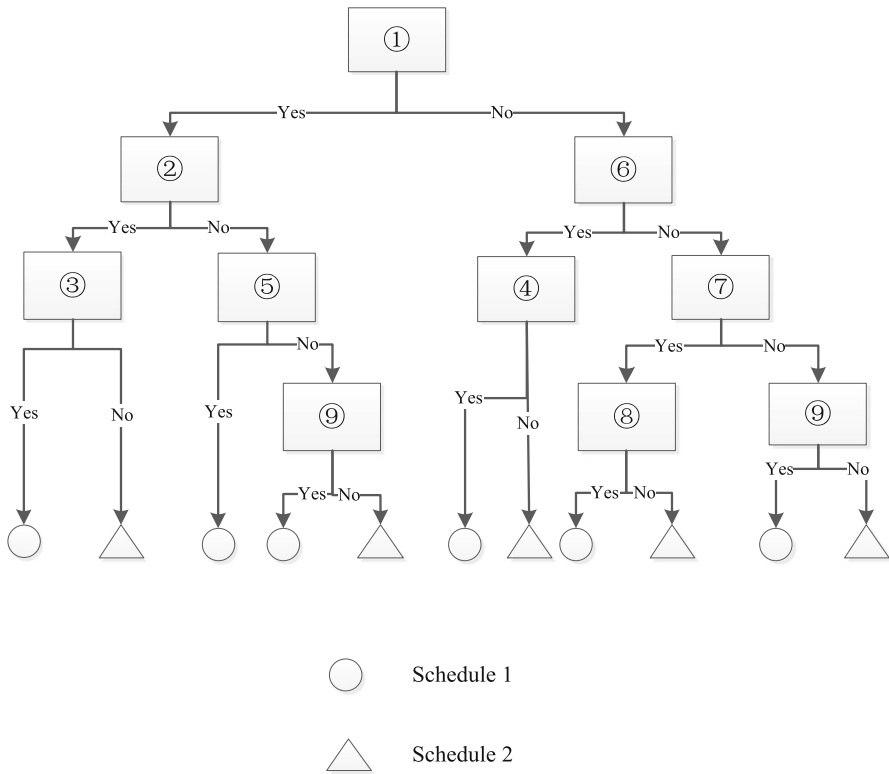 ①
Yes No
② ⑥
Yes No Yes No
③ ⑤ ④ ⑦
No Yes No
Yes No Yes ⑨ Yes No ⑧ ⑨
Yes No Yes No Yes No
Schedule 1
Schedule 2